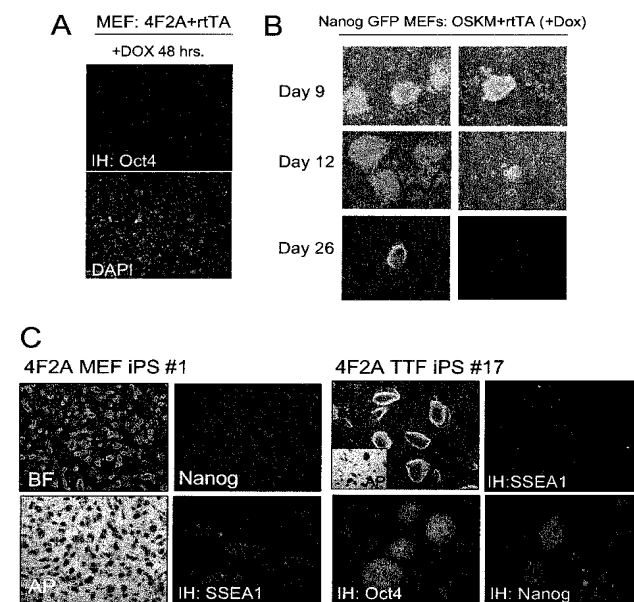 A
MEF: 4F2A+rtTA
+DOX 48 hrs.
IH: Oct4
DAPI
B
Nanog GFP MEFs: OSKM+rtTA (+Dox)
Day 9
Day 12
Day 26
C
4F2A MEF iPS #1
BF
Nanog
AP
IH: SSEA1
4F2A TTF iPS #17
AP
IH:SSEA1
IH: Oct4
IH: Nanog